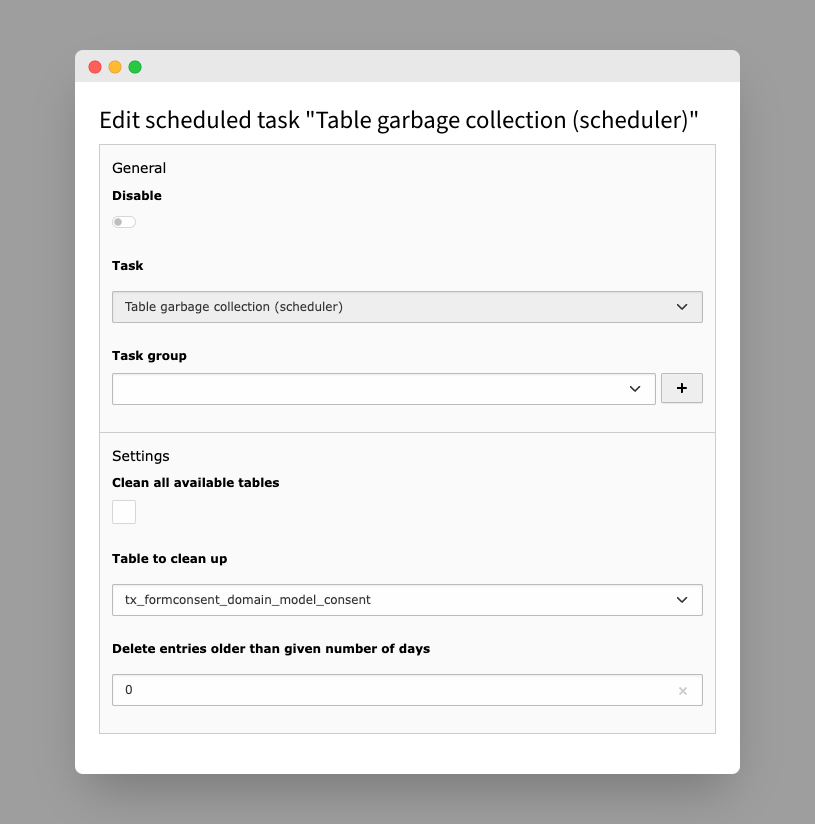 Edit scheduled task "Table garbage collection (scheduler)"
General
Disable
Task
Table garbage collection (scheduler)
Task group
+
Settings
Clean all available tables
Table to clean up
tx_formconsent_domain_model_consent
Delete entries older than given number of days
0